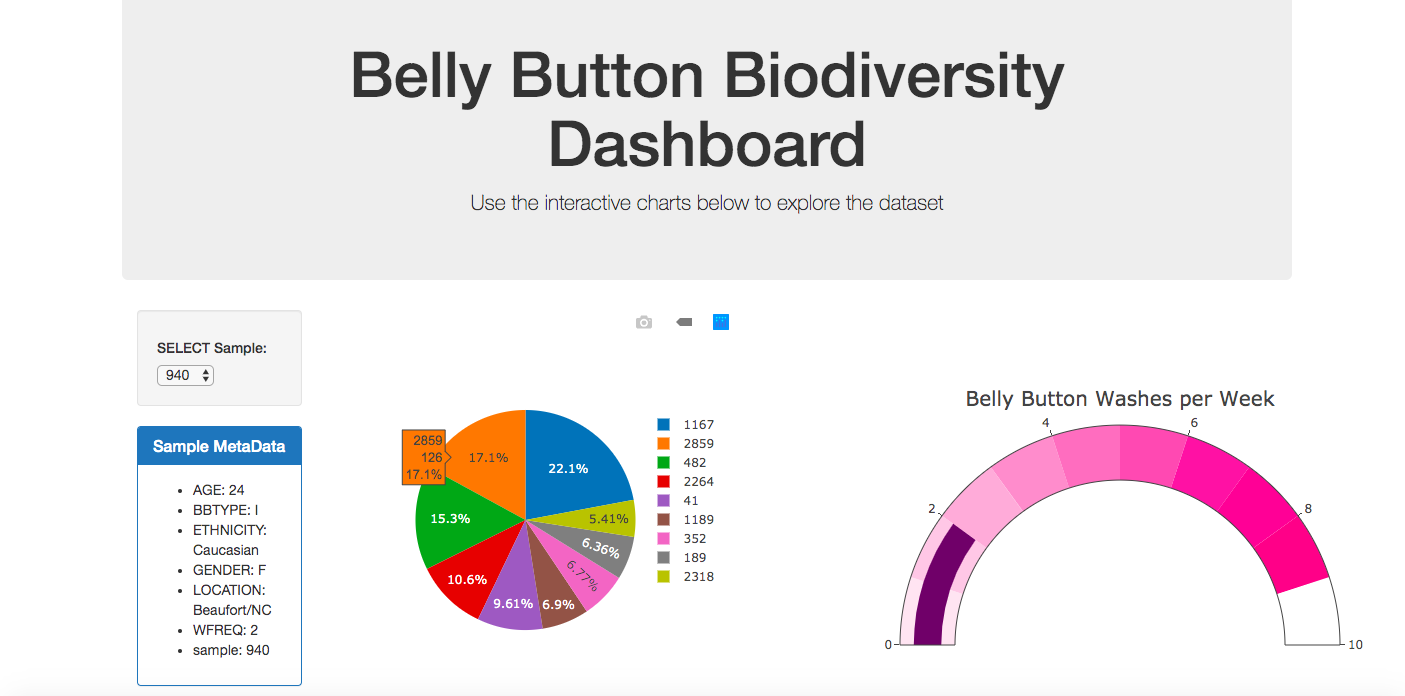 Belly Button Biodiversity
Dashboard
Use the interactive charts below to explore the dataset
SELECT Sample:
940
Sample MetaData
AGE: 24
BBTYPE: I
ETHNICITY:
Caucasian
GENDER: F
LOCATION:
Beaufort/NC
WFREQ: 2
sample: 940
2859
126
17.1%
17.1%
22.1%
15.3%
5.41%
6.36%
6.77%
10.6%
9.61%
6.9%
1167
2859
482
2264
41
1189
352
189
2318
Belly Button Washes per Week
0
2
4
6
8
10